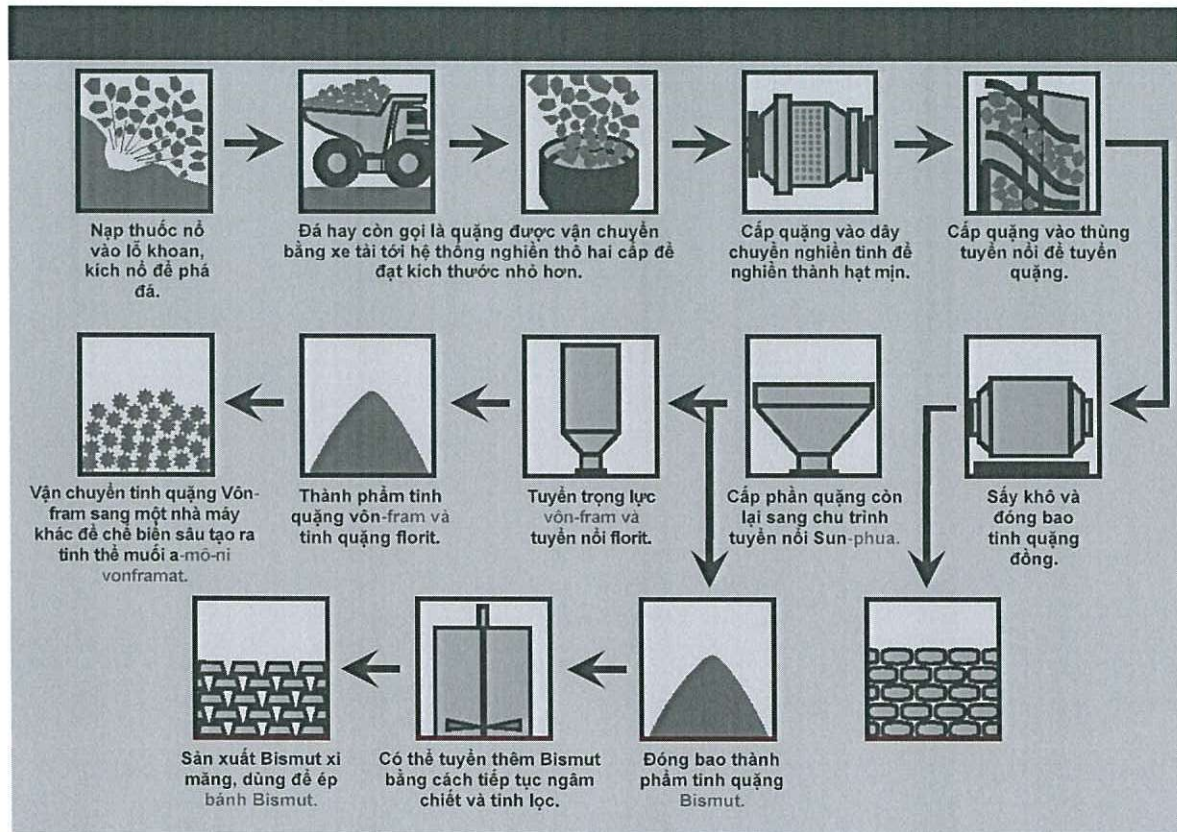 Nạp thuốc nổ
vào lỗ khoan,
kích nổ để phá
đá.
Đá hay còn gọi là quặng được vận chuyển
bằng xe tải tới hệ thống nghiền thô hai cấp để
đạt kích thước nhỏ hơn.
Cấp quặng vào dây
chuyền nghiền tinh để
nghiền thành hạt mịn.
Cấp quặng vào thùng
tuyển nổi để tuyển
quặng.
Vận chuyển tinh quặng Vôn-
fram sang một nhà máy
khác để chế biến sâu tạo ra
tinh thể muối a-mô-ni
vonframat.
Thành phẩm tinh
quặng vôn-fram và
tinh quặng florit.
Tuyển trọng lực
vôn-fram và
tuyển nổi florit.
Cấp phần quặng còn
lại sang chu trình
tuyển nổi Sun-phua.
Sấy khô và
đóng bao
tinh quặng
đồng.
Sản xuất Bismut xi
măng, dùng để ép
bánh Bismut.
Có thể tuyển thêm Bismut
bằng cách tiếp tục ngâm
chiết và tinh lọc.
Đóng bao thành
phẩm tinh quặng
Bismut.